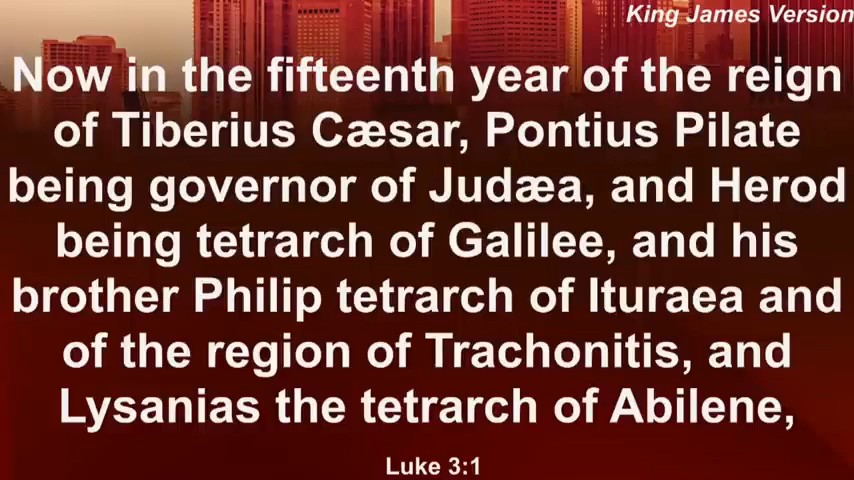 King James Version
Now in the fifteenth year of the reign
of Tiberius Cæsar, Pontius Pilate
being governor of Judæa, and Herod
being tetrarch of Galilee, and his
brother Philip tetrarch of Ituraea and
of the region of Trachonitis, and
Lysanias the tetrarch of Abilene,
Luke 3:1